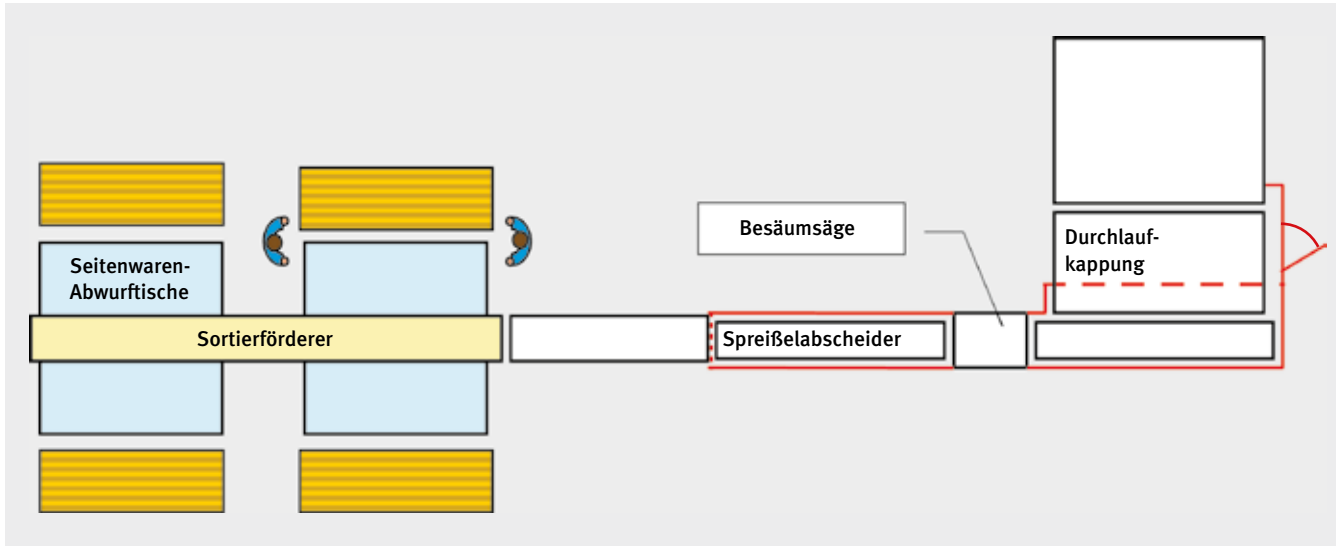 Besäumsäge
Durchlauf-
kappung
Seitenwaren-
Abwurftische
Sortierförderer
Spreißelabscheider